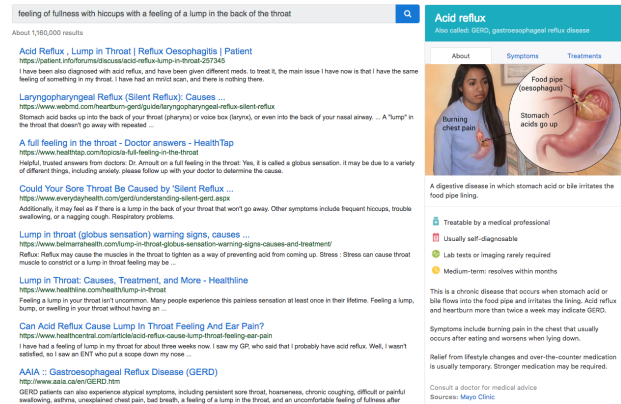 feeling of fullness with hiccups with a feeling of a lump in the back of the throat
About 1,160,000 results
Acid Reflux , Lump in Throat | Reflux Oesophagitis | Patient
https://patient.info/forums/discuss/acid-reflux-lump-in-throat-257345
I have been also diagnosed with acid reflux, and have been given different meds. to treat it, the main issue I have now is that I have the same
feeling of something in my throat. I have had an mri/ct scan, and there is nothing there.
Laryngopharyngeal Reflux (Silent Reflux): Causes ...
https://www.webmd.com/heartburn-gerd/guide/laryngopharyngeal-reflux-silent-reflux
Stomach acid backs up into the back of your throat (pharynx) or voice box (larynx), or even into the back of your nasal airway. ... A "lump" in
the throat that doesn't go away with repeated ...
A full feeling in the throat - Doctor answers - HealthTap
https://www.healthtap.com/topics/a-full-feeling-in-the-throat
Helpful, trusted answers from doctors: Dr. Arnoult on a full feeling in the throat: Yes, it is called a globus sensation. it may be due to a variety
of different things, including anxiety. please follow up with your doctor to determine the cause.
Could Your Sore Throat Be Caused by 'Silent Reflux ...
https://www.everydayhealth.com/gerd/understanding-silent-gerd.aspx
Additionally, it may feel as if there is a lump in the back of your throat that won't go away. Other symptoms include frequent hiccups, trouble
swallowing, or a nagging cough. Respiratory problems.
Lump in throat (globus sensation) warning signs, causes ...
https://www.belmarrahealth.com/lump-in-throat-globus-sensation-warning-signs-causes-and-treatment/
Reflux: Reflux may cause the muscles in the throat to tighten as a way of preventing acid from coming up. Stress : Stress can cause throat
muscle to constrict or a lump in throat feeling may be ...
Lump in Throat: Causes, Treatment, and More - Healthline
https://www.healthline.com/health/lump-in-throat
Feeling a lump in your throat isn't uncommon. Many people experience this painless sensation at least once in their lifetime. Feeling a lump,
bump, or swelling in your throat without having an ...
Can Acid Reflux Cause Lump In Throat Feeling And Ear Pain?
https://www.healthcentral.com/article/acid-reflux-cause-lump-throat-feeling-ear-pain
I have had a feeling of lump in my throat for about three weeks now. I saw my GP, who said that I probably have acid reflux. Well, I wasn't
satisfied, so I saw an ENT who put a scope down my nose ...
AAIA :: Gastroesophageal Reflux Disease (GERD)
http://www.aaia.ca/en/GERD.htm
GERD patients can also experience atypical symptoms, including persistent sore throat, hoarseness, chronic coughing, difficult or painful
swallowing, asthma, unexplained chest pain, bad breath, a feeling of a lump in the throat, and an uncomfortable feeling of fullness after
Acid reflux
Also called: GERD, gastroesophageal reflux disease
About Symptoms Treatments
Food pipe
(oesophagus)
Burning
chest pain
Stomach
acids go up
A digestive disease in which stomach acid or bile irritates the
food pipe lining.
Treatable by a medical professional
Usually self-diagnosable
Lab tests or imaging rarely required
Medium-term: resolves within months
This is a chronic disease that occurs when stomach acid or
bile flows into the food pipe and irritates the lining. Acid reflux
and heartburn more than twice a week may indicate GERD.
Symptoms include burning pain in the chest that usually
occurs after eating and worsens when lying down.
Relief from lifestyle changes and over-the-counter medication
is usually temporary. Stronger medication may be required.
Consult a doctor for medical advice
Sources: Mayo Clinic